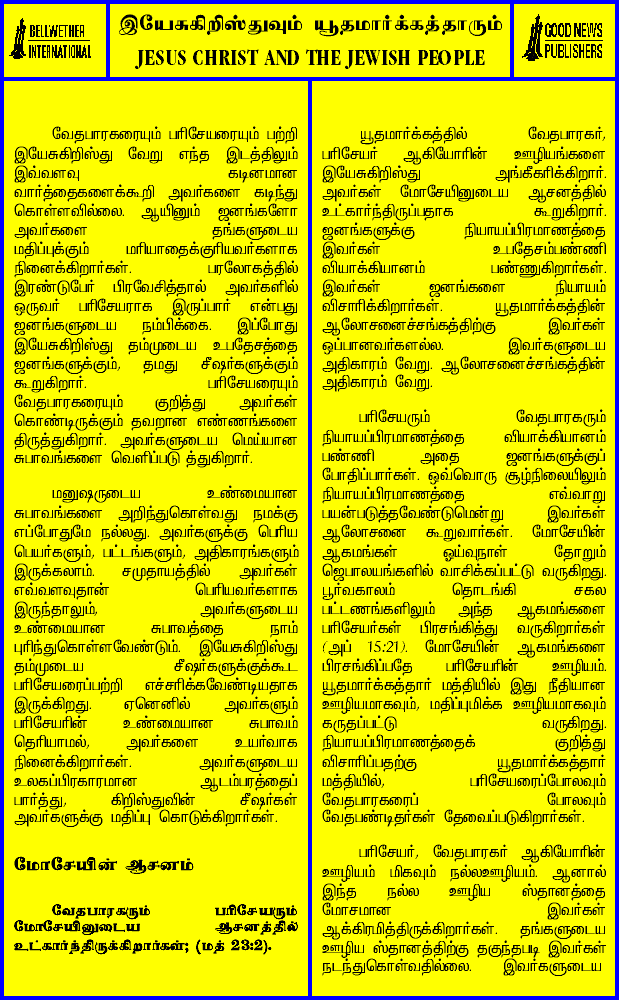 BELLWETHER
INTERNATIONAL
இயேசுகிறிஸ்துவும் யூதமார்க்கத்தாரும்
JESUS CHRIST AND THE JEWISH PEOPLE
GOOD NEWS
PUBLISHERS
வேதபாரகரையும் பரிசேயரையும் பற்றி
இயேசுகிறிஸ்து வேறு எந்த இடத்திலும்
இவ்வளவு கடினமான
வார்த்தைகளைக்கூறி அவர்களை கடிந்து
கொள்ளவில்லை. ஆயினும் ஜனங்களோ
அவர்களை தங்களுடைய
மதிப்புக்கும் மரியாதைக்குரியவர்களாக
நினைக்கிறார்கள். பரலோகத்தில்
இரண்டுபேர் பிரவேசித்தால் அவர்களில்
ஒருவர் பரிசேயராக இருப்பார் என்பது
ஜனங்களுடைய நம்பிக்கை. இப்போது
இயேசுகிறிஸ்து தம்முடைய உபதேசத்தை
ஜனங்களுக்கும், தமது சீஷர்களுக்கும்
கூறுகிறார். பரிசேயரையும்
வேதபாரகரையும் குறித்து அவர்கள்
கொண்டிருக்கும் தவறான எண்ணங்களை
திருத்துகிறார். அவர்களுடைய மெய்யான
சுபாவங்களை வெளிப்படு த்துகிறார்.
மனுஷருடைய உண்மையான
சுபாவங்களை அறிந்துகொள்வது நமக்கு
எப்போதுமே நல்லது. அவர்களுக்கு பெரிய
பெயர்களும், பட்டங்களும், அதிகாரங்களும்
இருக்கலாம். சமுதாயத்தில் அவர்கள்
எவ்வளவுதான் பெரியவர்களாக
இருந்தாலும், அவர்களுடைய
உண்மையான சுபாவத்தை நாம்
புரிந்துகொள்ளவேண்டும். இயேசுகிறிஸ்து
தம்முடைய சீஷர்களுக்குக்கூட
பரிசேயரைப்பற்றி எச்சரிக்கவேண்டியதாக
இருக்கிறது. ஏனெனில் அவர்களும்
பரிசேயரின் உண்மையான சுபாவம்
தெரியாமல், அவர்களை உயர்வாக
நினைக்கிறார்கள். அவர்களுடைய
உலகப்பிரகாரமான ஆடம்பரத்தைப்
பார்த்து, கிறிஸ்துவின் சீஷர்கள்
அவர்களுக்கு மதிப்பு கொடுக்கிறார்கள்.
மோசேயின் ஆசனம்
வேதபாரகரும் பரிசேயரும்
மோசேயினுடைய ஆசனத்தில்
உட்கார்ந்திருக்கிறார்கள்; (மத் 23:2).
யூதமார்க்கத்தில் வேதபாரகர்,
பரிசேயர் ஆகியோரின் ஊழியங்களை
இயேசுகிறிஸ்து அங்கீகரிக்கிறார்.
அவர்கள் மோசேயினுடைய ஆசனத்தில்
உட்கார்ந்திருப்பதாக கூறுகிறார்.
ஜனங்களுக்கு நியாயப்பிரமாணத்தை
இவர்கள் உபதேசம்பண்ணி
வியாக்கியானம் பண்ணுகிறார்கள்.
இவர்கள் ஜனங்களை நியாயம்
விசாரிக்கிறார்கள். யூதமார்க்கத்தின்
ஆலோசனைச்சங்கத்திற்கு இவர்கள்
ஒப்பானவர்களல்ல. இவர்களுடைய
அதிகாரம் வேறு. ஆலோசனைச்சங்கத்தின்
அதிகாரம் வேறு.
பரிசேயரும் வேதபாரகரும்
நியாயப்பிரமாணத்தை வியாக்கியானம்
பண்ணி அதை ஜனங்களுக்குப்
போதிப்பார்கள். ஒவ்வொரு சூழ்நிலையிலும்
நியாயப்பிரமாணத்தை எவ்வாறு
பயன்படுத்தவேண்டுமென்று இவர்கள்
ஆலோசனை கூறுவார்கள். மோசேயின்
ஆகமங்கள் ஓய்வுநாள் தோறும்
ஜெபாலயங்களில் வாசிக்கப்பட்டு வருகிறது.
பூர்வகாலம் தொடங்கி சகல
பட்டணங்களிலும் அந்த ஆகமங்களை
பரிசேயர்கள் பிரசங்கித்து வருகிறார்கள்
(அப் 15:21). மோசேயின் ஆகமங்களை
பிரசங்கிப்பதே பரிசேயரின் ஊழியம்.
யூதமார்க்கத்தார் மத்தியில் இது நீதியான
ஊழியமாகவும், மதிப்புமிக்க ஊழியமாகவும்
கருதப்பட்டு வருகிறது.
நியாயப்பிரமாணத்தைக் குறித்து
விசாரிப்பதற்கு யூதமார்க்கத்தார்
மத்தியில், பரிசேயரைப்போலவும்
வேதபாரகரைப் போலவும்
வேதபண்டிதர்கள் தேவைப்படுகிறார்கள்.
பரிசேயர், வேதபாரகர் ஆகியோரின்
ஊழியம் மிகவும் நல்லஊழியம். ஆனால்
இந்த நல்ல ஊழிய ஸ்தானத்தை
மோசமான இவர்கள்
ஆக்கிரமித்திருக்கிறார்கள். தங்களுடைய
ஊழிய ஸ்தானத்திற்கு தகுந்தபடி இவர்கள்
நடந்துகொள்வதில்லை. இவர்களுடைய